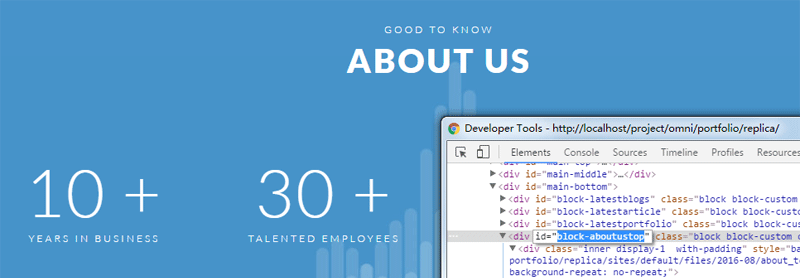 GOOD TO KNOW
ABOUT US
10 +
YEARS IN BUSINESS
30 +
TALENTED EMPLOYEES
Developer Tools - http://localhost/project/omni/portfolio/replica/
Elements Console Sources Timeline Profiles Resources
▶<div id="main-middle">…</div>
▼<div id="main-bottom">
▶<div id="block-latestblogs" class="block block-custom
▶<div id="block-latestarticle" class="block block-custom
▶<div id="block-latestportfolio" class="block block-custom
… ▼<div id="block-aboutustop" class="block block-custom
▼<div class="inner display-1 with-padding" style="ba
portfolio/replica/sites/default/files/2016-08/about_t
background-repeat: no-repeat;">